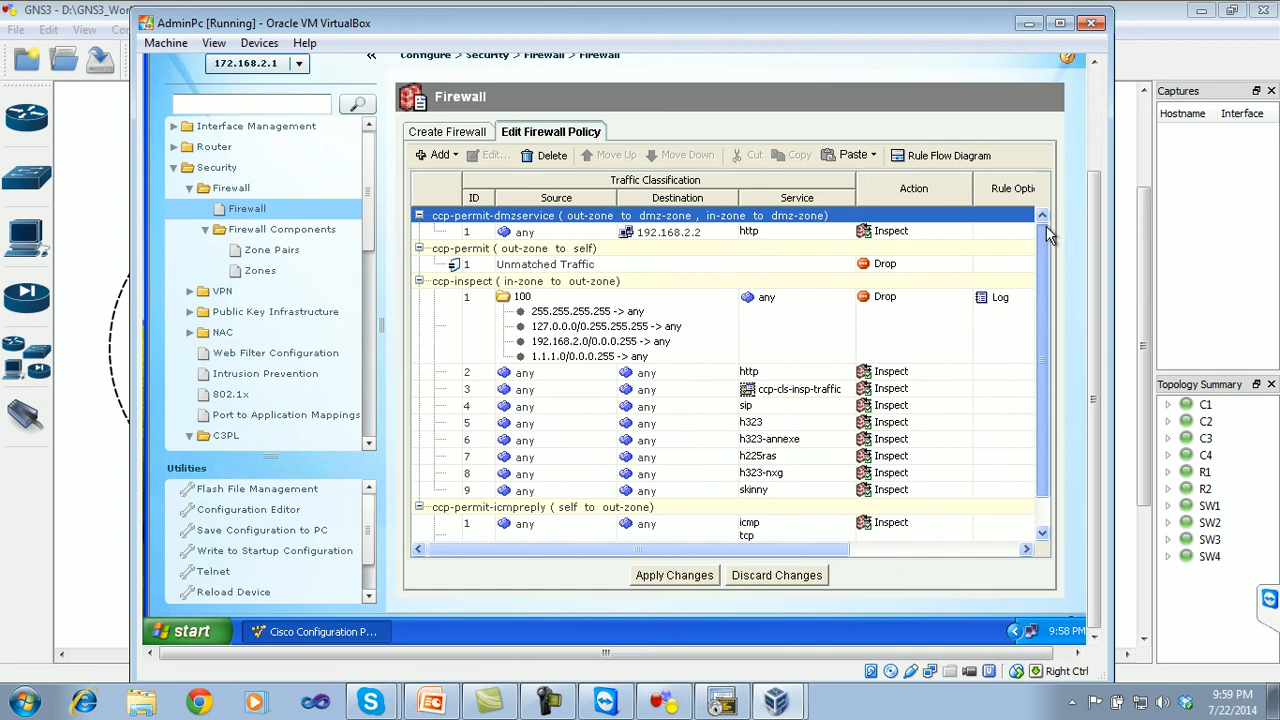 GNS3 - D:\GNS3_Wor
File Edit View Con
AdminPc [Running] - Oracle VM VirtualBox
Machine View Devices Help
172.168.2.1
Configure > Security > Firewall > Firewall
Firewall
Create Firewall Edit Firewall Policy
Add Edit... Delete Move Up Move Down Cut Copy Paste Rule Flow Diagram
Traffic Classification Action Rule Opti
ID Source Destination Service
ccp-permit-dmzservice ( out-zone to dmz-zone , in-zone to dmz-zone)
1 any 192.168.2.2 http Inspect
ccp-permit ( out-zone to self)
1 Unmatched Traffic Drop
ccp-inspect ( in-zone to out-zone)
1 100 any Drop Log
255.255.255.255 -> any
127.0.0.0/0.255.255.255 -> any
192.168.2.0/0.0.0.255 -> any
1.1.1.0/0.0.0.255 -> any
2 any any http Inspect
3 any any ccp-cls-insp-traffic Inspect
4 any any sip Inspect
5 any any h323 Inspect
6 any any h323-annexe Inspect
7 any any h225ras Inspect
8 any any h323-nxg Inspect
9 any any skinny Inspect
ccp-permit-icmpreply ( self to out-zone)
1 any any icmp Inspect
tcp
Apply Changes Discard Changes
Interface Management
Router
Security
Firewall
Firewall
Firewall Components
Zone Pairs
Zones
VPN
Public Key Infrastructure
NAC
Web Filter Configuration
Intrusion Prevention
802.1x
Port to Application Mappings
C3PL
Utilities
Flash File Management
Configuration Editor
Save Configuration to PC
Write to Startup Configuration
Telnet
Reload Device
start Cisco Configuration P... 9:58 PM
Right Ctrl
Captures
Hostname Interface
Topology Summary
C1
C2
C3
C4
R1
R2
SW1
SW2
SW3
SW4
9:59 PM
7/22/2014